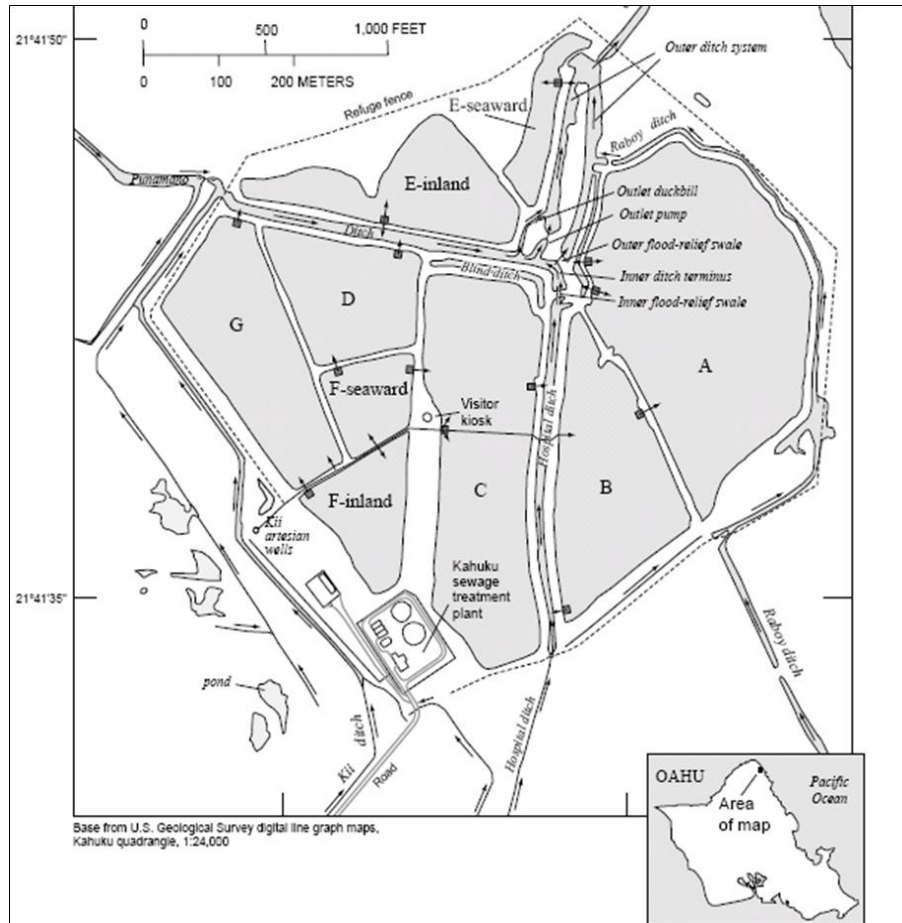 21°41'50"
0
500
1,000 FEET
0
100
200 METERS
Outer ditch system
Refuge fence
E-seaward
Raboy ditch
Punamano
E-inland
Outlet duckbill
Outlet pump
Ditch
Outer flood-relief swale
Blind ditch
Inner ditch terminus
Inner flood-relief swale
D
G
A
F-seaward
Visitor
kiosk
Hospital ditch
B
C
F-inland
Kii
artesian
wells
Kahuku
sewage
treatment
plant
21°41'35"
Raboy ditch
pond
Kii
ditch
Road
Hospital ditch
OAHU
Pacific
Ocean
Area
of map
Base from U.S. Geological Survey digital line graph maps,
Kahuku quadrangle, 1:24,000